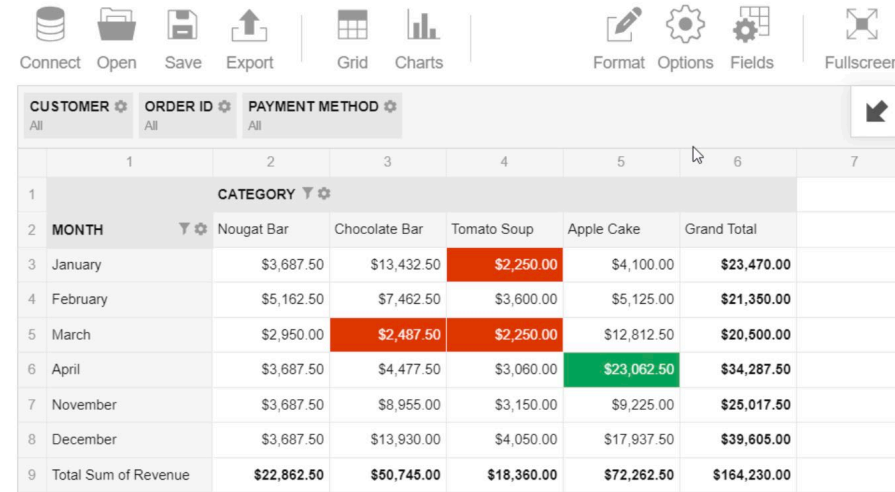 Connect Open Save Export Grid Charts Format Options Fields Fullscreen
CUSTOMER ORDER ID PAYMENT METHOD
All All All
1 2 3 4 5 6 7
1 CATEGORY
2 MONTH Nougat Bar Chocolate Bar Tomato Soup Apple Cake Grand Total
3 January $3,687.50 $13,432.50 $2,250.00 $4,100.00 $23,470.00
4 February $5,162.50 $7,462.50 $3,600.00 $5,125.00 $21,350.00
5 March $2,950.00 $2,487.50 $2,250.00 $12,812.50 $20,500.00
6 April $3,687.50 $4,477.50 $3,060.00 $23,062.50 $34,287.50
7 November $3,687.50 $8,955.00 $3,150.00 $9,225.00 $25,017.50
8 December $3,687.50 $13,930.00 $4,050.00 $17,937.50 $39,605.00
9 Total Sum of Revenue $22,862.50 $50,745.00 $18,360.00 $72,262.50 $164,230.00